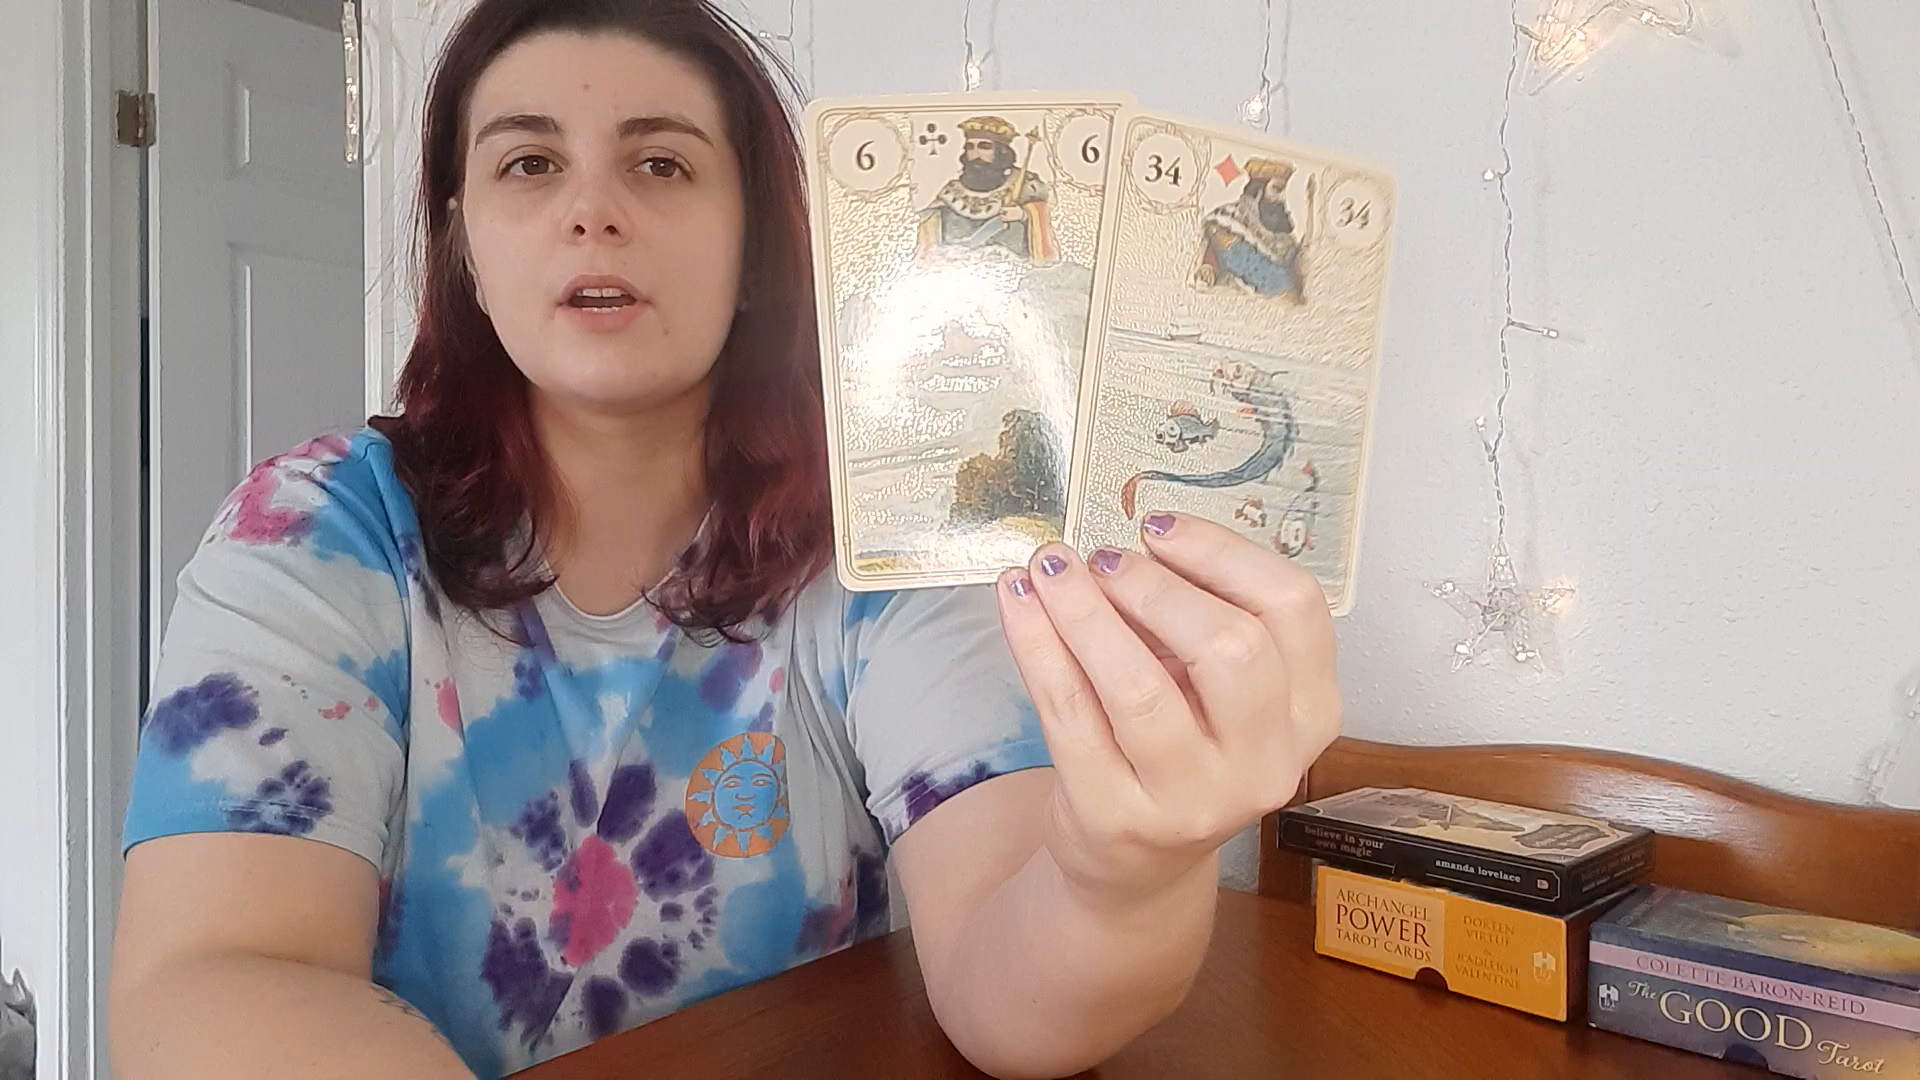 6
6
34
34
believe in your
own magic
amanda lovelace
ARCHANGEL
POWER
TAROT CARDS
DOREEN
VIRTUE
&
RADLEIGH
VALENTINE
COLETTE BARON-REID
The
GOOD
Tarot